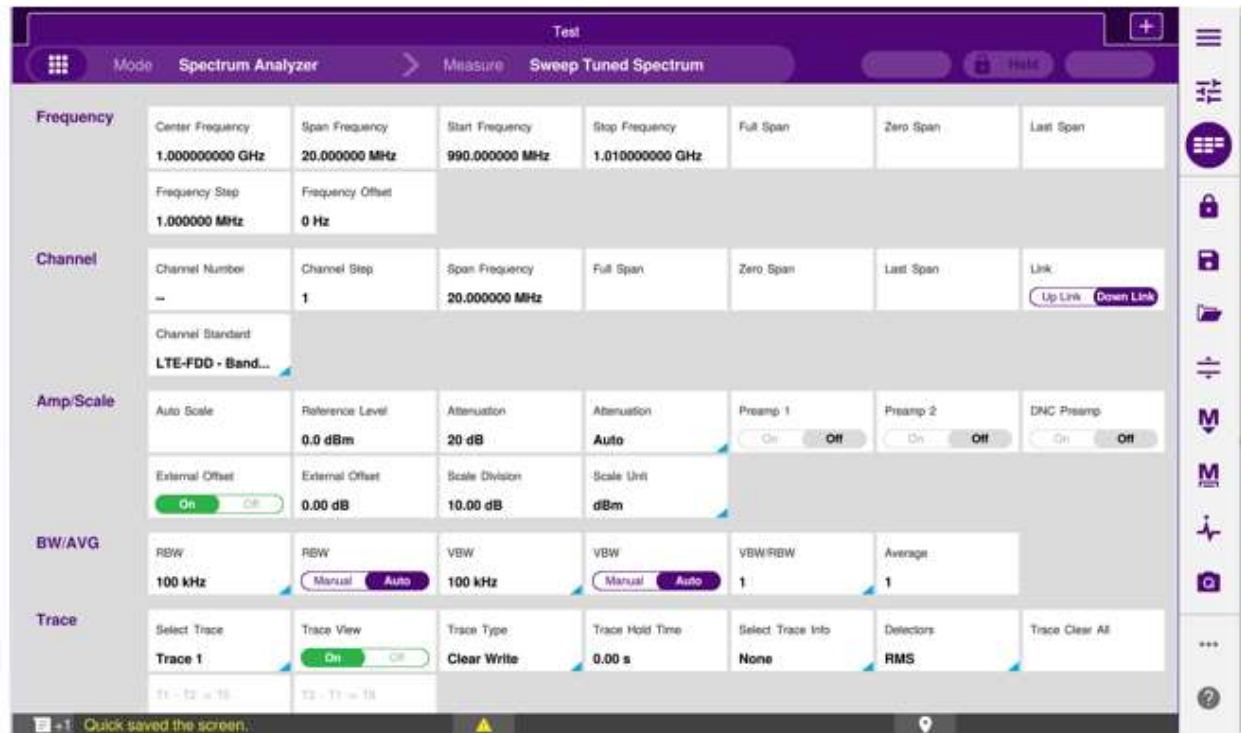 Test
+
Mode Spectrum Analyzer Measure Sweep Tuned Spectrum Hold
Frequency
Center Frequency Span Frequency Start Frequency Stop Frequency Full Span Zero Span Last Span
1.000000000 GHz 20.000000 MHz 990.000000 MHz 1.010000000 GHz
Frequency Step Frequency Offset
1.000000 MHz 0 Hz
Channel
Channel Number Channel Step Span Frequency Full Span Zero Span Last Span Link
-- 1 20.000000 MHz Up Link Down Link
Channel Standard
LTE-FDD - Band...
Amp/Scale
Auto Scale Reference Level Attenuation Attenuation Preamp 1 Preamp 2 DNC Preamp
0.0 dBm 20 dB Auto On Off On Off On Off
External Offset External Offset Scale Division Scale Unit
On Off 0.00 dB 10.00 dB dBm
BW/AVG
RBW RBW VBW VBW VBW/RBW Average
100 kHz Manual Auto 100 kHz Manual Auto 1 1
Trace
Select Trace Trace View Trace Type Trace Hold Time Select Trace Info Detectors Trace Clear All
Trace 1 On Off Clear Write 0.00 s None RMS
+1 Quick saved the screen.